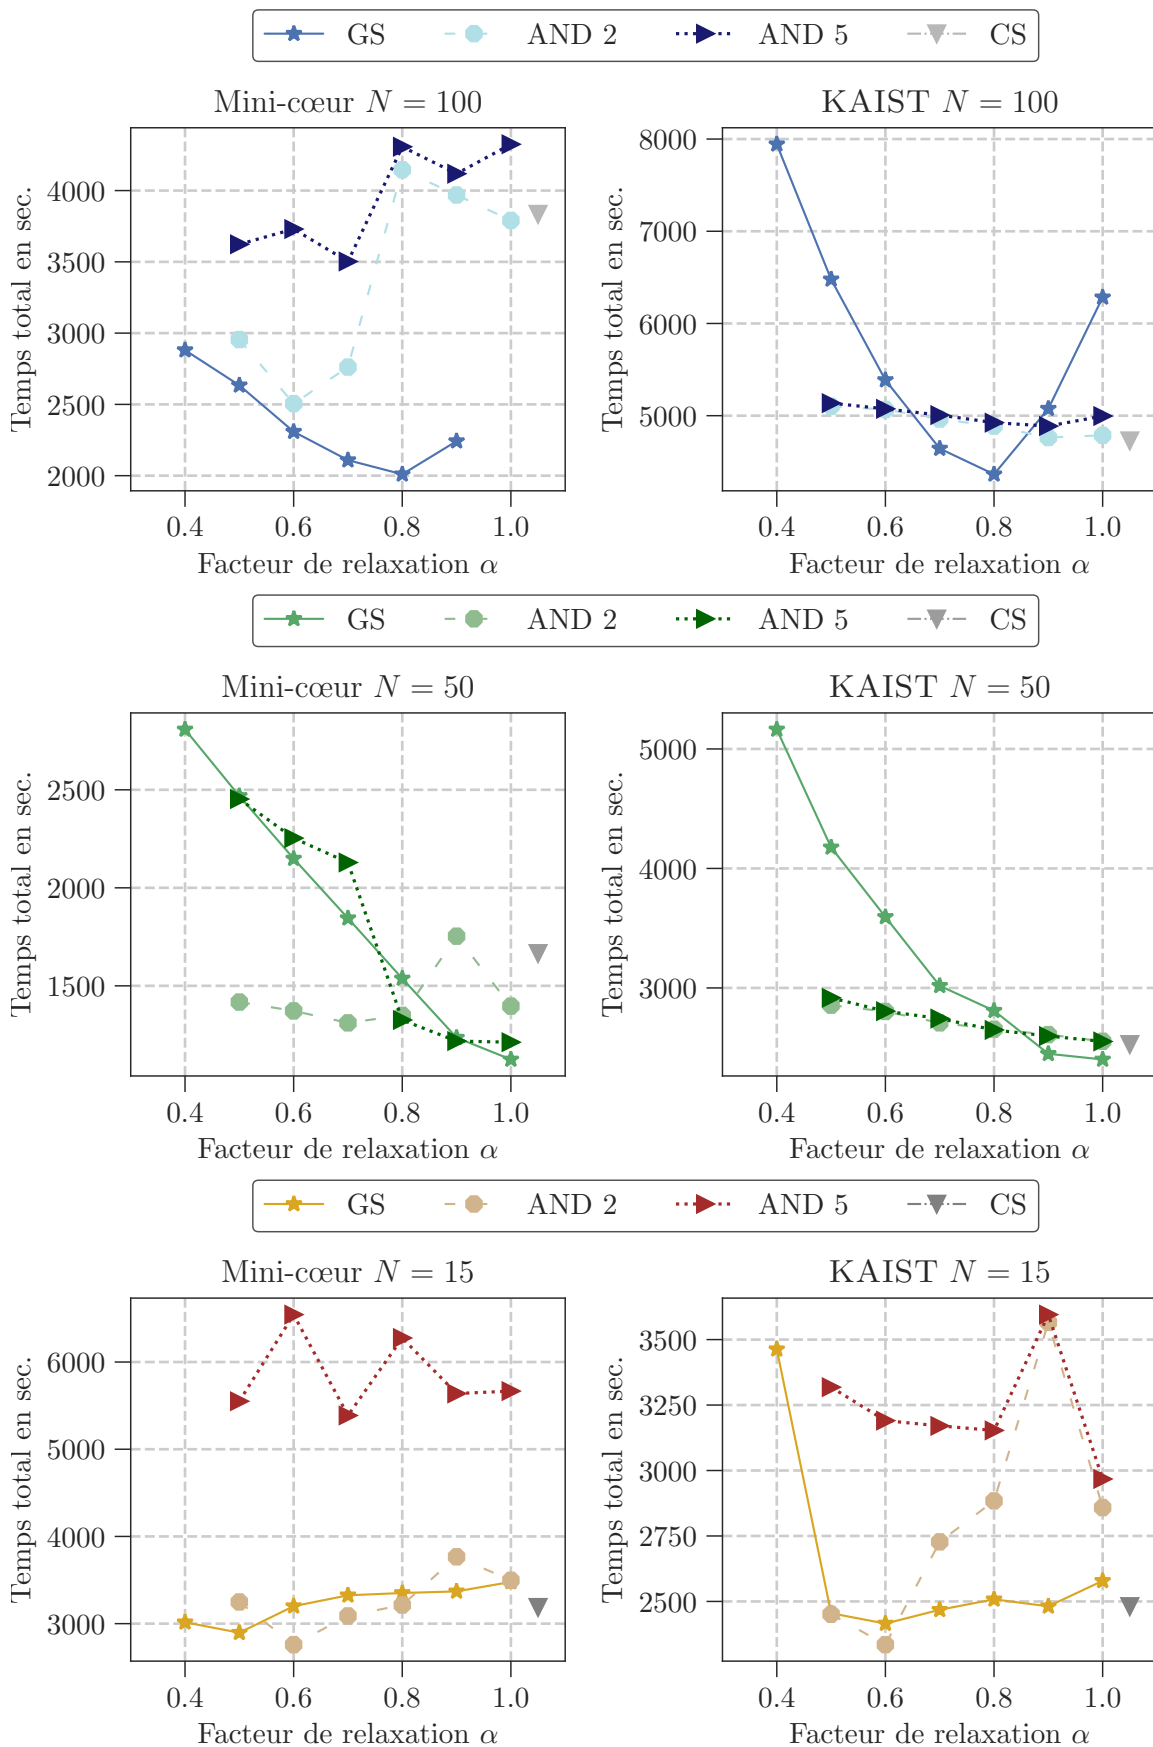 GS AND 2 AND 5 CS
Mini-cœur N = 100
Temps total en sec.
4000
3500
3000
2500
2000
0.4 0.6 0.8 1.0
Facteur de relaxation α
KAIST N = 100
Temps total en sec.
8000
7000
6000
5000
0.4 0.6 0.8 1.0
Facteur de relaxation α
GS AND 2 AND 5 CS
Mini-cœur N = 50
Temps total en sec.
2500
2000
1500
0.4 0.6 0.8 1.0
Facteur de relaxation α
KAIST N = 50
Temps total en sec.
5000
4000
3000
0.4 0.6 0.8 1.0
Facteur de relaxation α
GS AND 2 AND 5 CS
Mini-cœur N = 15
Temps total en sec.
6000
5000
4000
3000
0.4 0.6 0.8 1.0
Facteur de relaxation α
KAIST N = 15
Temps total en sec.
3500
3250
3000
2750
2500
0.4 0.6 0.8 1.0
Facteur de relaxation α